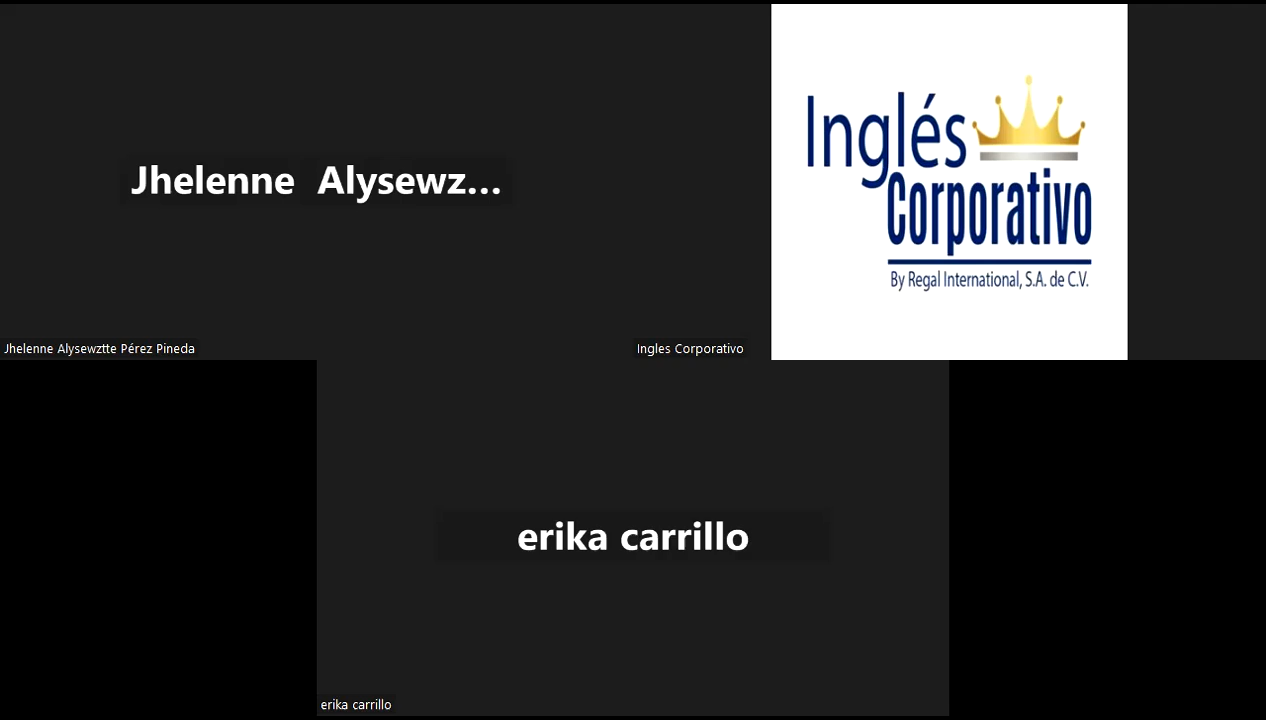 Jhelenne Alysewz...
Jhelenne Alysewztte Pérez Pineda
Inglés
Corporativo
By Regal International, S.A. de C.V.
Ingles Corporativo
erika carrillo
erika carrillo